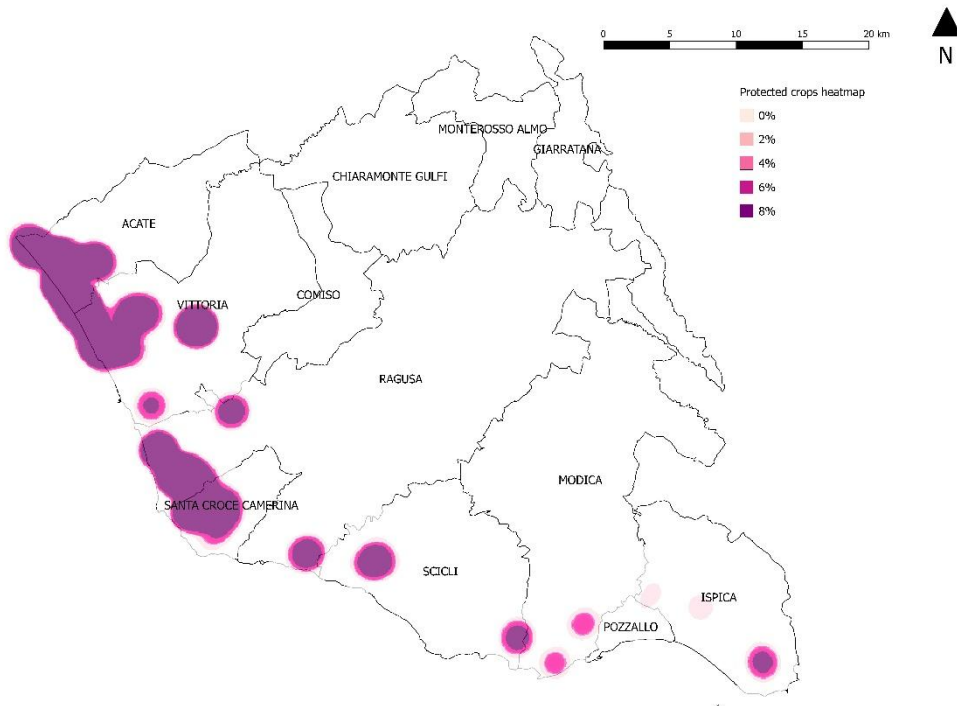 0 5 10 15 20 km
N
Protected crops heatmap
0%
2%
4%
6%
8%
MONTEROSSO ALMO
GIARRATANA
CHIARAMONTE GULFI
ACATE
VITTORIA
COMISO
RAGUSA
MODICA
SANTA CROCE CAMERINA
SCICLI
ISPICA
POZZALLO